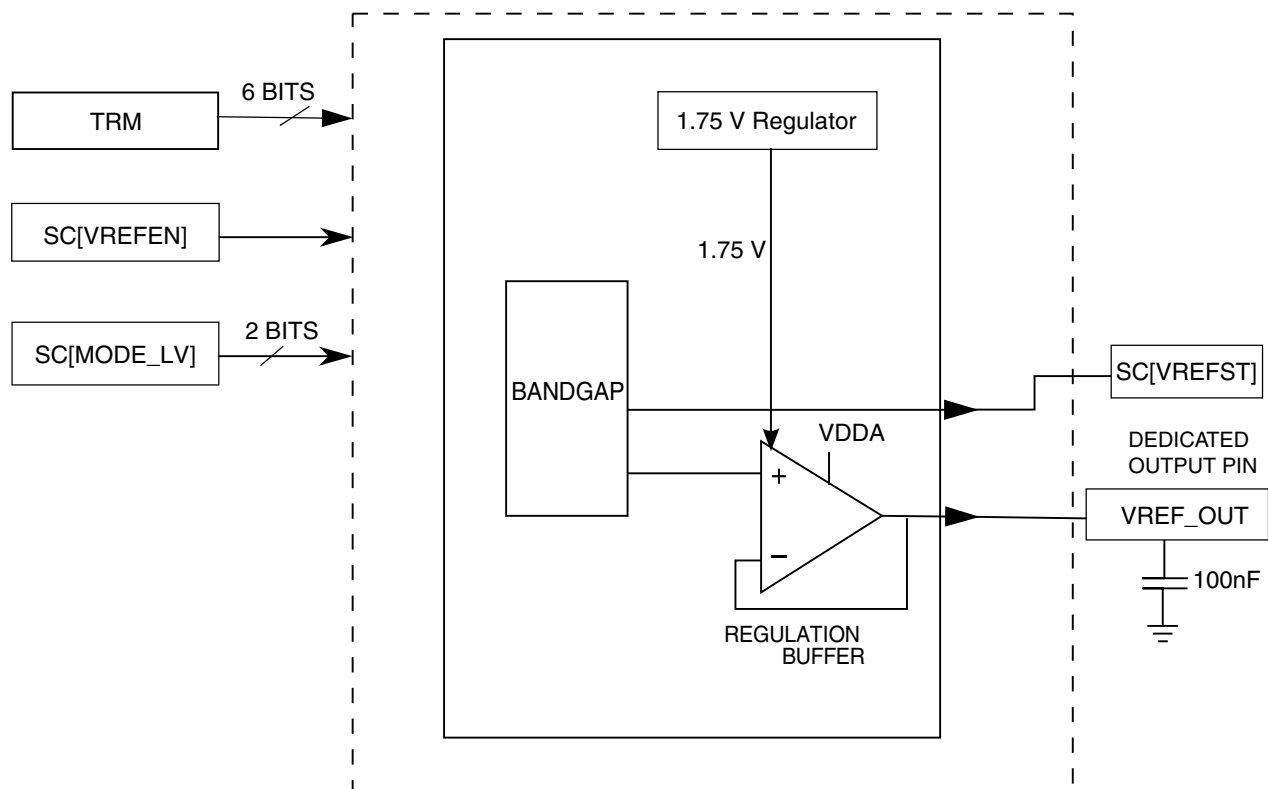 6 BITS
TRM
1.75 V Regulator
SC[VREFEN]
1.75 V
2 BITS
SC[MODE_LV]
BANDGAP
SC[VREFST]
VDDA
DEDICATED
OUTPUT PIN
+
VREF_OUT
−
100nF
REGULATION
BUFFER